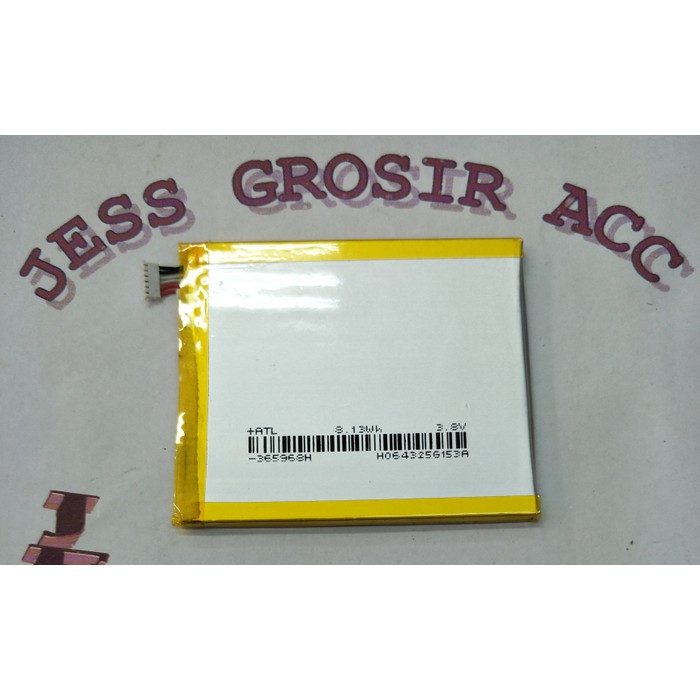 JESS GROSIR ACC
+ATL 8.13Wh 3.8V
-365968H H064325G153A